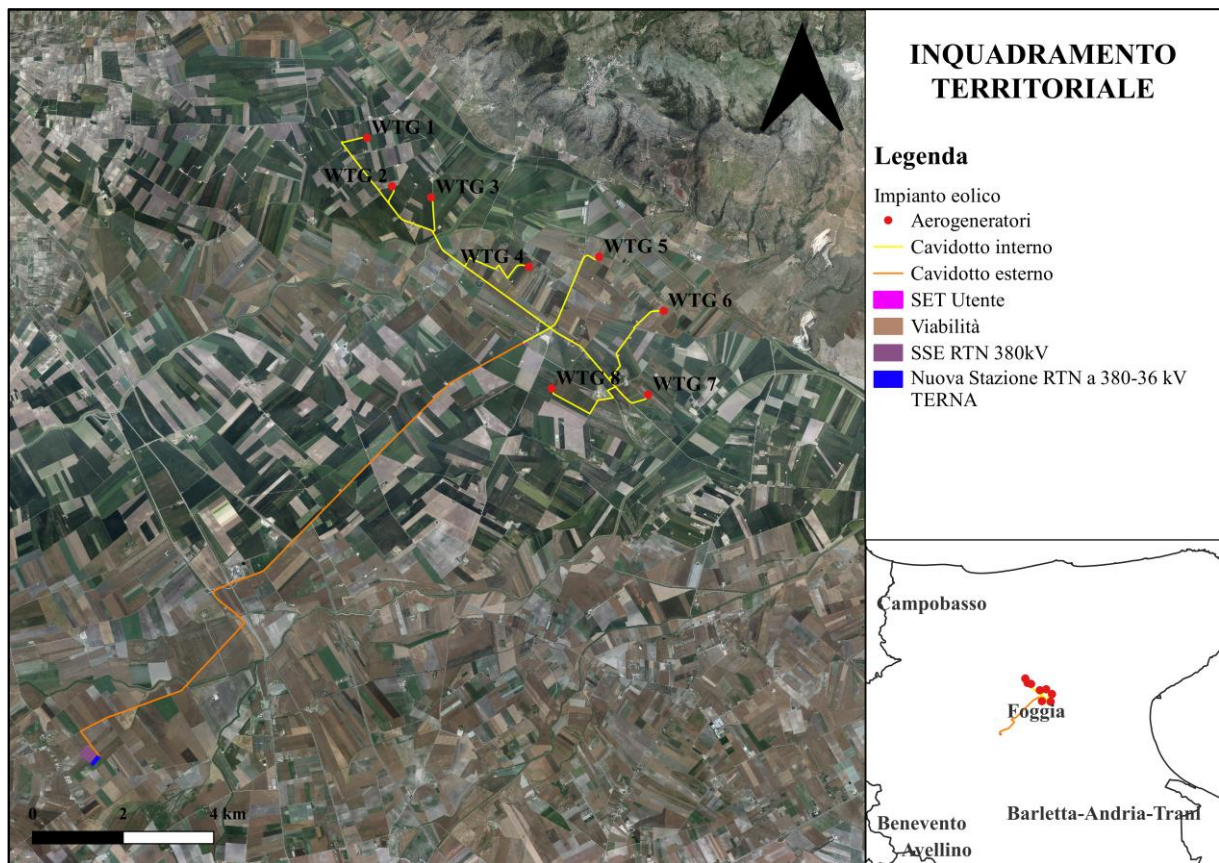 INQUADRAMENTO
TERRITORIALE
Legenda
Impianto eolico
Aerogeneratori
Cavidotto interno
Cavidotto esterno
SET Utente
Viabilità
SSE RTN 380kV
Nuova Stazione RTN a 380-36 kV
TERNA
WTG 1
WTG 2
WTG 3
WTG 4
WTG 5
WTG 6
WTG 8
WTG 7
0 2 4 km
Campobasso
Foggia
Barletta-Andria-Trani
Benevento
Avellino